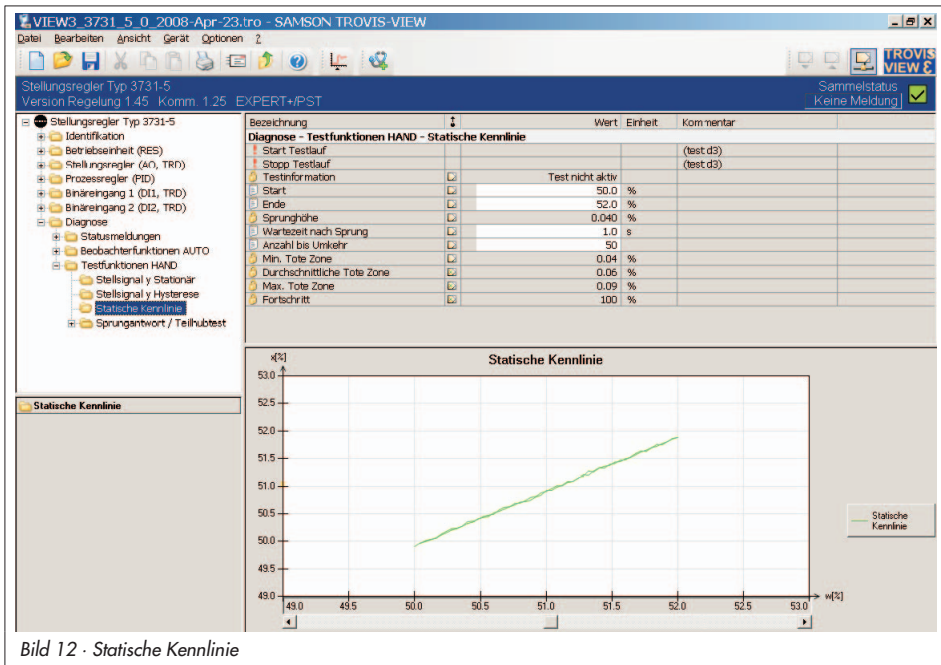 VIEW3_3731_5_0_2008-Apr-23.tro - SAMSON TROVIS-VIEW
Datei Bearbeiten Ansicht Gerät Optionen ?
TROVIS
VIEW 3
Stellungsregler Typ 3731-5
Version Regelung 1.45 Komm. 1.25 EXPERT+/PST
Sammelstatus
Keine Meldung
Stellungsregler Typ 3731-5
Identifikation
Betriebseinheit (RES)
Stellungsregler (AO, TRD)
Prozessregler (PID)
Binäreingang 1 (DI1, TRD)
Binäreingang 2 (DI2, TRD)
Diagnose
Statusmeldungen
Beobachterfunktionen AUTO
Testfunktionen HAND
Stellsignal y Stationär
Stellsignal y Hysterese
Statische Kennlinie
Sprungantwort / Teilhubtest
Statische Kennlinie
Bezeichnung Wert Einheit Kommentar
Diagnose - Testfunktionen HAND - Statische Kennlinie
Start Testlauf (test d3)
Stopp Testlauf (test d3)
Testinformation Test nicht aktiv
Start 50.0 %
Ende 52.0 %
Sprunghöhe 0.040 %
Wartezeit nach Sprung 1.0 s
Anzahl bis Umkehr 50
Min. Tote Zone 0.04 %
Durchschnittliche Tote Zone 0.06 %
Max. Tote Zone 0.09 %
Fortschritt 100 %
x[%]
Statische Kennlinie
53.0
52.5
52.0
51.5
51.0
50.5
50.0
49.0
49.0 49.5 50.0 50.5 51.0 51.5 52.0 52.5 53.0
w[%]
Statische
Kennlinie
Bild 12 · Statische Kennlinie